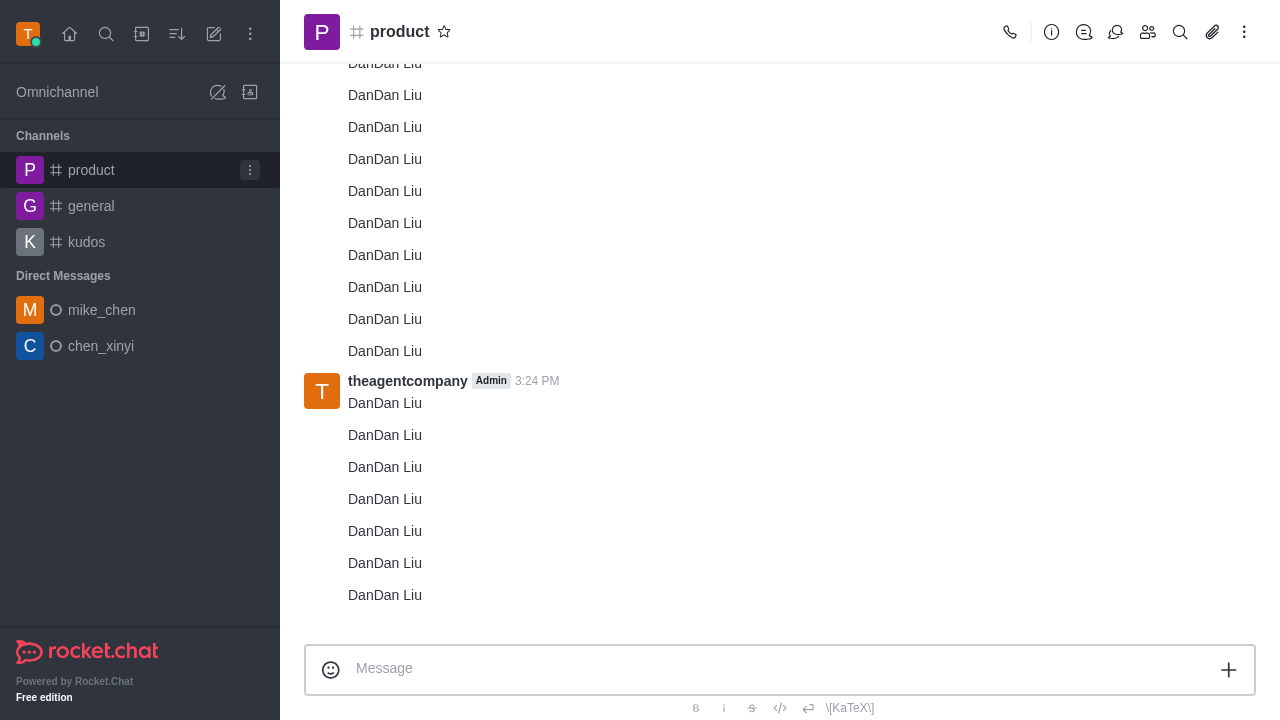 T
P product
Omnichannel
Channels
P product
G general
K kudos
Direct Messages
M mike_chen
C chen_xinyi
rocket.chat
Powered by Rocket.Chat
Free edition
DanDan Liu
DanDan Liu
DanDan Liu
DanDan Liu
DanDan Liu
DanDan Liu
DanDan Liu
DanDan Liu
DanDan Liu
DanDan Liu
T theagentcompany Admin 3:24 PM
DanDan Liu
DanDan Liu
DanDan Liu
DanDan Liu
DanDan Liu
DanDan Liu
DanDan Liu
Message
B i S \[KaTeX\]